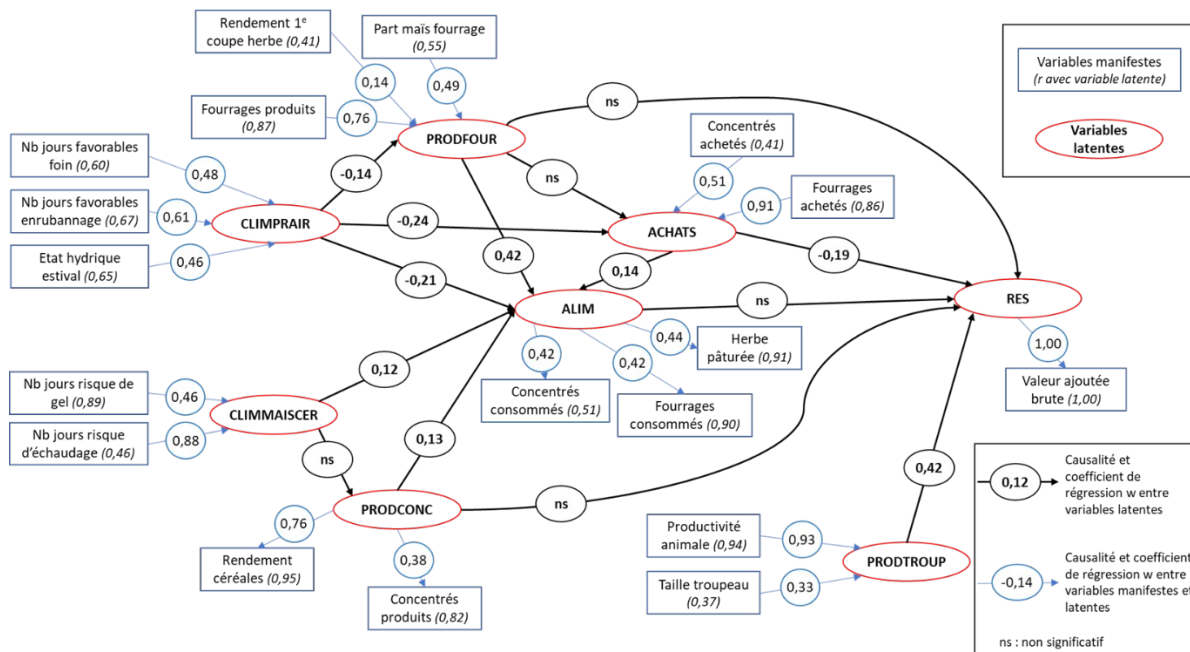 Rendement 1e
coupe herbe (0,41)
Part maïs fourrage
(0,55)
0,14
0,49
Fourrages produits
(0,87)
0,76
PRODFOUR
ns
Variables manifestes
(r avec variable latente)
Variables
latentes
Nb jours favorables
foin (0,60)
0,48
Nb jours favorables
enrubannage (0,67)
0,61
Etat hydrique
estival (0,65)
0,46
CLIMPRAIR
-0,14
-0,24
-0,21
ns
0,42
Concentrés
achetés (0,41)
0,51
Fourrages
achetés (0,86)
0,91
ACHATS
0,14
-0,19
ALIM
ns
RES
0,42
Concentrés
consommés (0,51)
0,42
Fourrages
consommés (0,90)
0,44
Herbe
pâturée (0,91)
1,00
Valeur ajoutée
brute (1,00)
Nb jours risque de
gel (0,89)
0,46
Nb jours risque
d'échaudage (0,46)
0,88
CLIMMAISCER
0,12
ns
0,13
PRODCONC
ns
0,76
Rendement
céréales (0,95)
0,38
Concentrés
produits (0,82)
Productivité
animale (0,94)
0,93
Taille troupeau
(0,37)
0,33
PRODTROUP
0,42
0,12
Causalité et
coefficient de
régression w entre
variables latentes
-0,14
Causalité et coefficient
de régression w entre
variables manifestes et
latentes
ns : non significatif